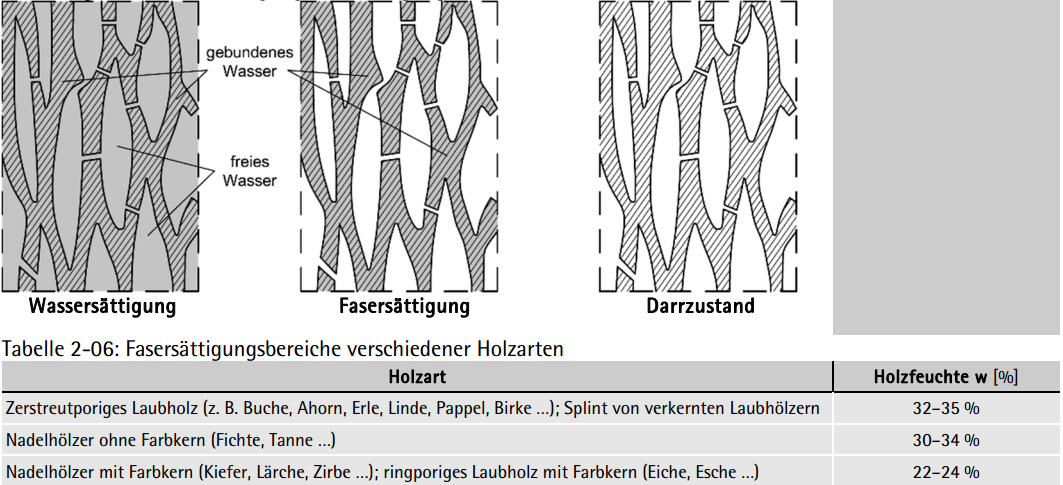 gebundenes
Wasser
freies
Wasser
Wassersättigung
Fasersättigung
Darrzustand
Tabelle 2-06: Fasersättigungsbereiche verschiedener Holzarten
Holzart Holzfeuchte w [%]
Zerstreutporiges Laubholz (z. B. Buche, Ahorn, Erle, Linde, Pappel, Birke ...); Splint von verkernten Laubhölzern 32–35 %
Nadelhölzer ohne Farbkern (Fichte, Tanne ...) 30–34 %
Nadelhölzer mit Farbkern (Kiefer, Lärche, Zirbe ...); ringporiges Laubholz mit Farbkern (Eiche, Esche ...) 22–24 %